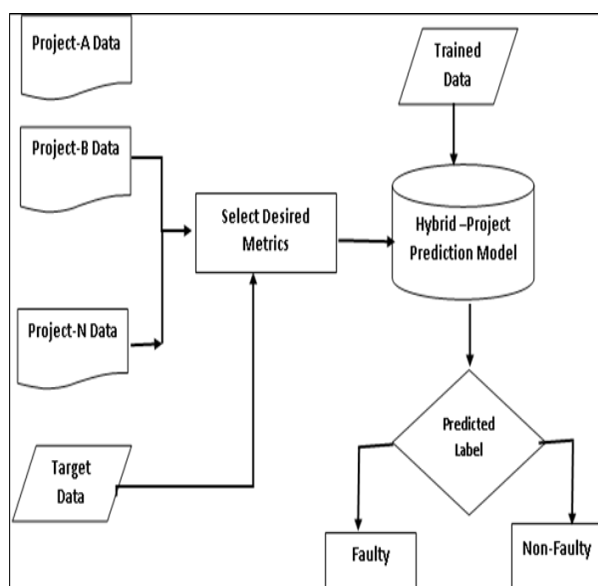 Project-A Data
Trained
Data
Project-B Data
Select Desired
Metrics
Hybrid –Project
Prediction Model
Project-N Data
Predicted
Label
Target
Data
Faulty
Non-Faulty